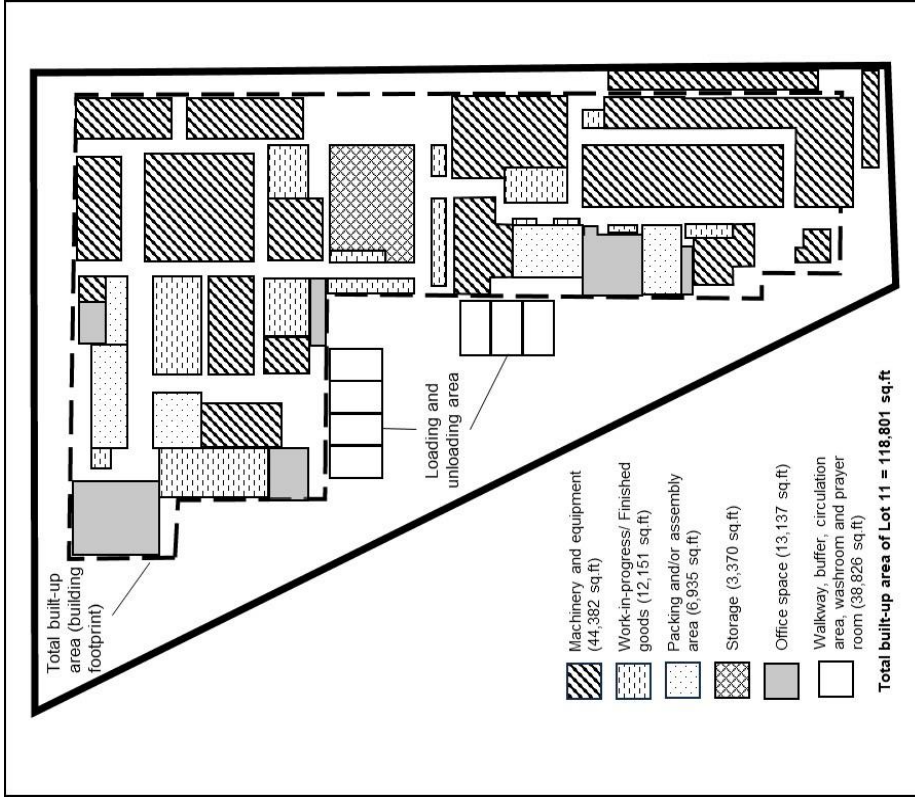 Total built-up
area (building
footprint)
Loading and
unloading area
Machinery and equipment
(44,382 sq.ft)
Work-in-progress/ Finished
goods (12,151 sq.ft)
Packing and/or assembly
area (6,935 sq.ft)
Storage (3,370 sq.ft)
Office space (13,137 sq.ft)
Walkway, buffer, circulation
area, washroom and prayer
room (38,826 sq.ft)
Total built-up area of Lot 11 = 118,801 sq.ft